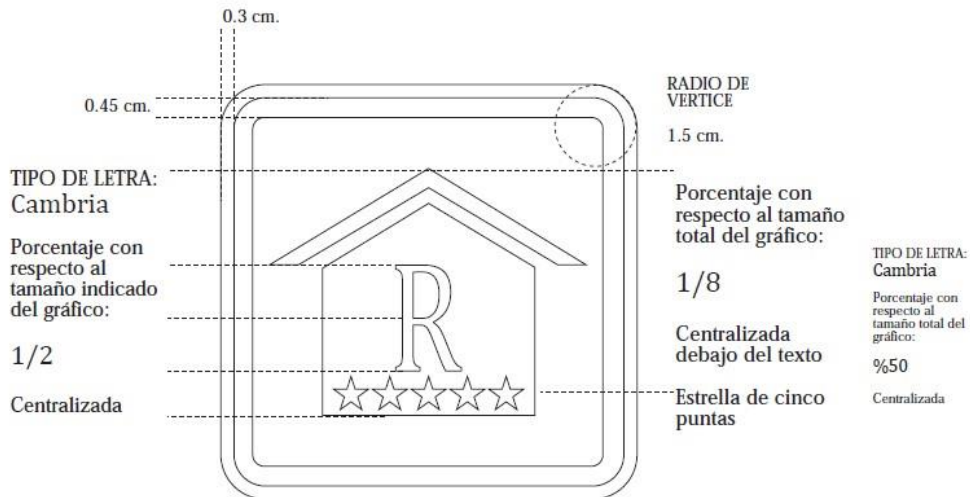 0.3 cm.
0.45 cm.
RADIO DE
VERTICE
1.5 cm.
TIPO DE LETRA:
Cambria
Porcentaje con
respecto al
tamaño indicado
del gráfico:
1/2
Centralizada
R
Porcentaje con
respecto al tamaño
total del gráfico:
1/8
Centralizada
debajo del texto
Estrella de cinco
puntas
TIPO DE LETRA:
Cambria
Porcentaje con
respecto al
tamaño total del
gráfico:
%50
Centralizada